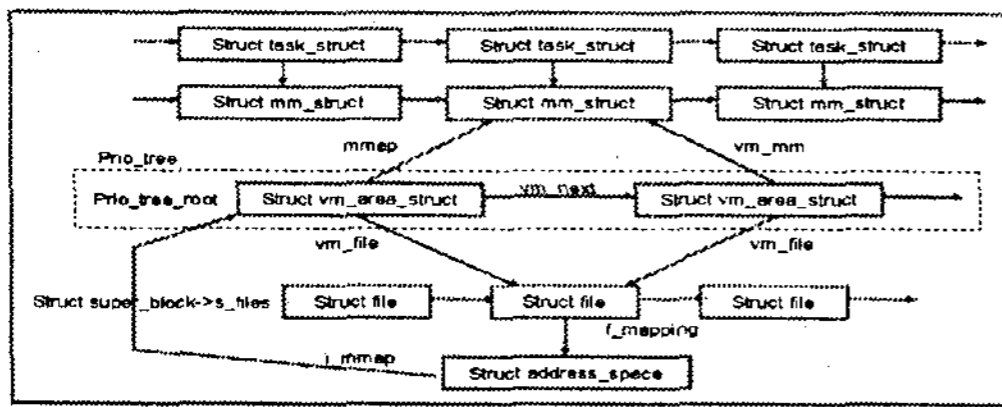 Struct task_struct Struct task_struct Struct task_struct
Struct mm_struct Struct mm_struct Struct mm_struct
mmap vm_mm
Prio_tree
Prio_tree_root Struct vm_area_struct vm_next Struct vm_area_struct
vm_file vm_file
Struct super_block->s_files Struct file Struct file Struct file
f_mapping
i_mmap
Struct address_space